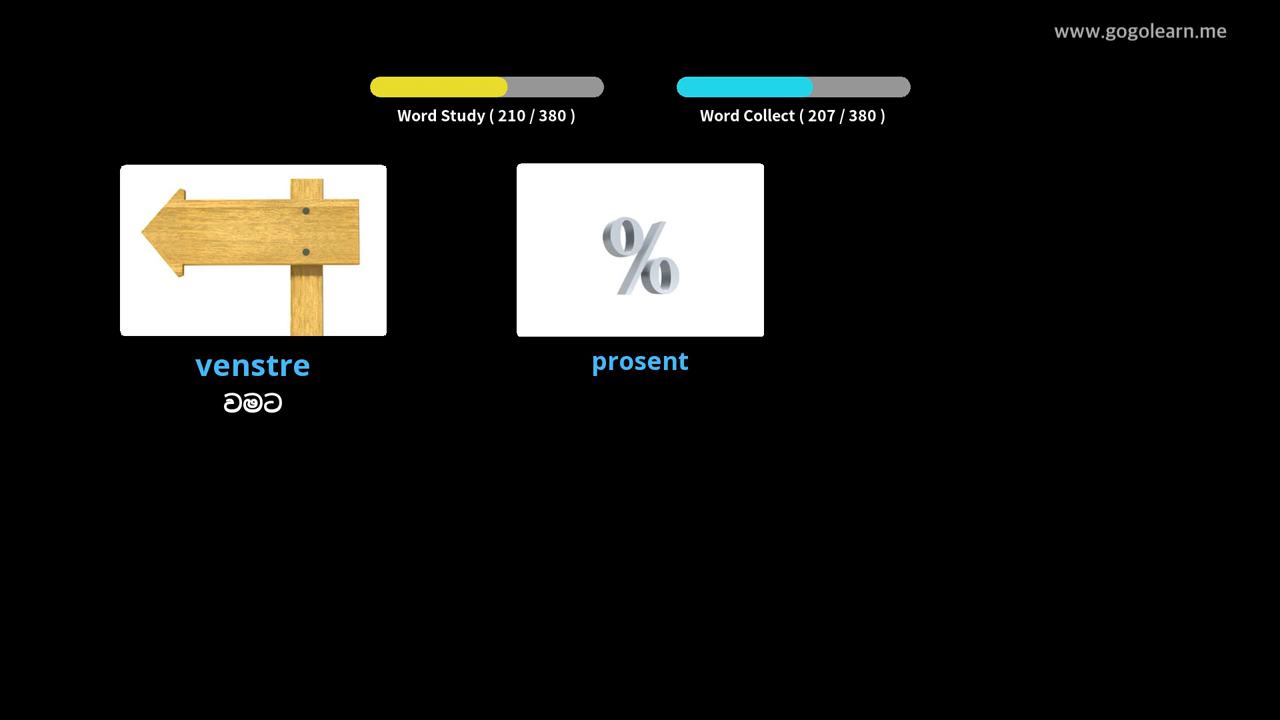 www.gogolearn.me
Word Study ( 210 / 380 )
Word Collect ( 207 / 380 )
%
venstre
වමට
prosent